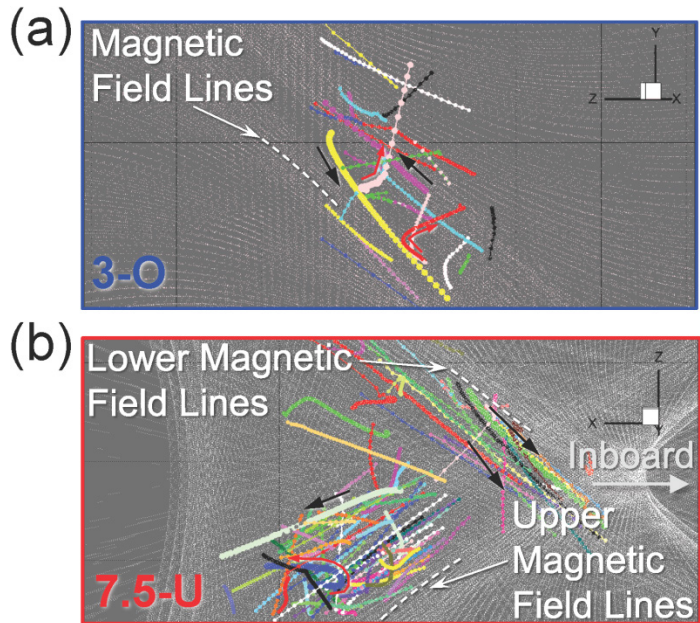 (a)
Magnetic
Field Lines
Y
Z
X
3-O
(b)
Lower Magnetic
Field Lines
Z
X
Y
Inboard
Upper
Magnetic
Field Lines
7.5-U